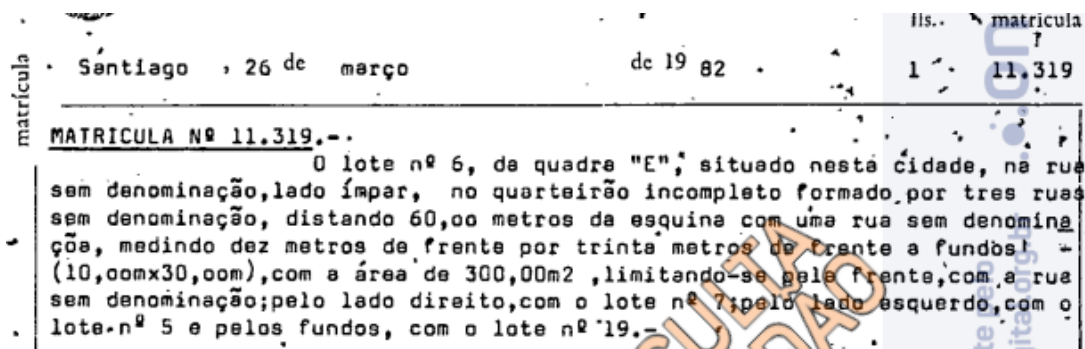 fls. matrícula
Santiago , 26 de março de 19 82 . 1 11.319
matrícula
MATRICULA Nº 11.319.-.
O lote nº 6, da quadra "E", situado nesta cidade, na rua
sem denominação,lado ímpar, no quarteirão incompleto formado por tres ruas
sem denominação, distando 60,oo metros da esquina com uma rua sem denomina
çõa, medindo dez metros de frente por trinta metros de frente a fundos! -
(10,oomx30,oom),com a área de 300,00m2 ,limitando-se pela frente,com a rua
sem denominação;pelo lado direito,com o lote nº 7;pelo lado esquerdo,com o
lote nº 5 e pelos fundos, com o lote nº 19.-